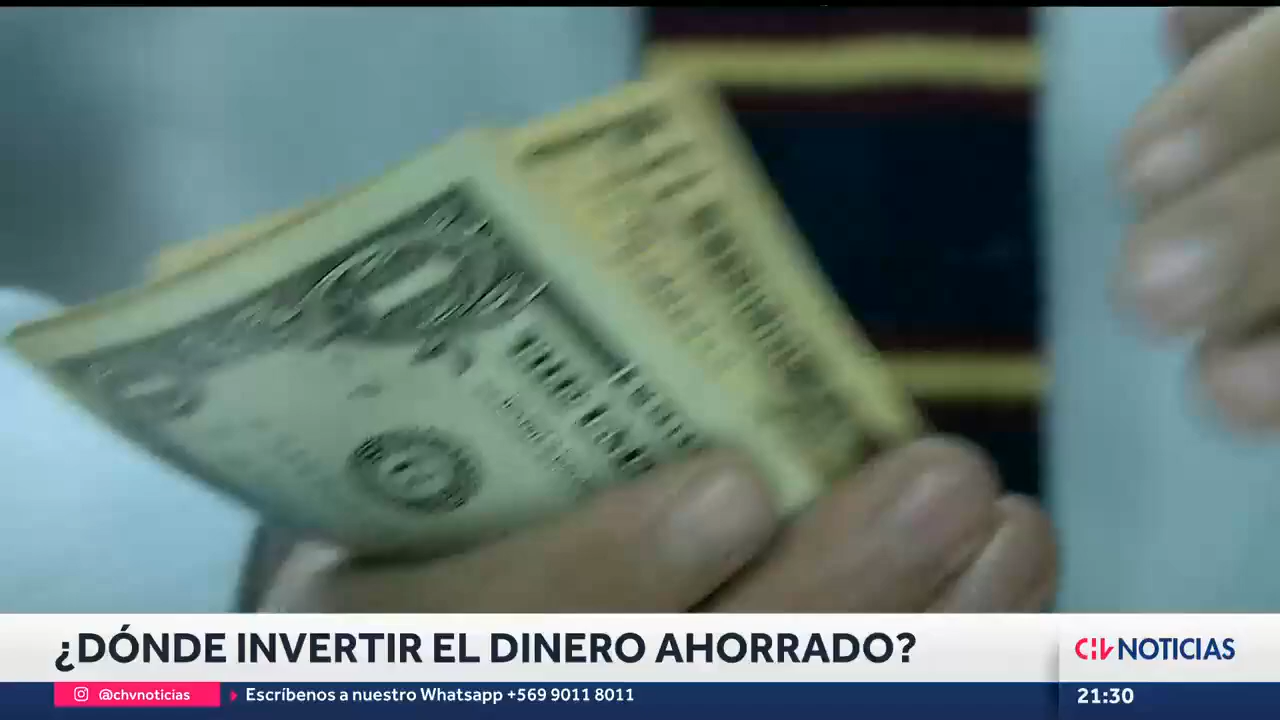 ¿DÓNDE INVERTIR EL DINERO AHORRADO?
CHV NOTICIAS
@chvnoticias
Escríbenos a nuestro Whatsapp +569 9011 8011
21:30